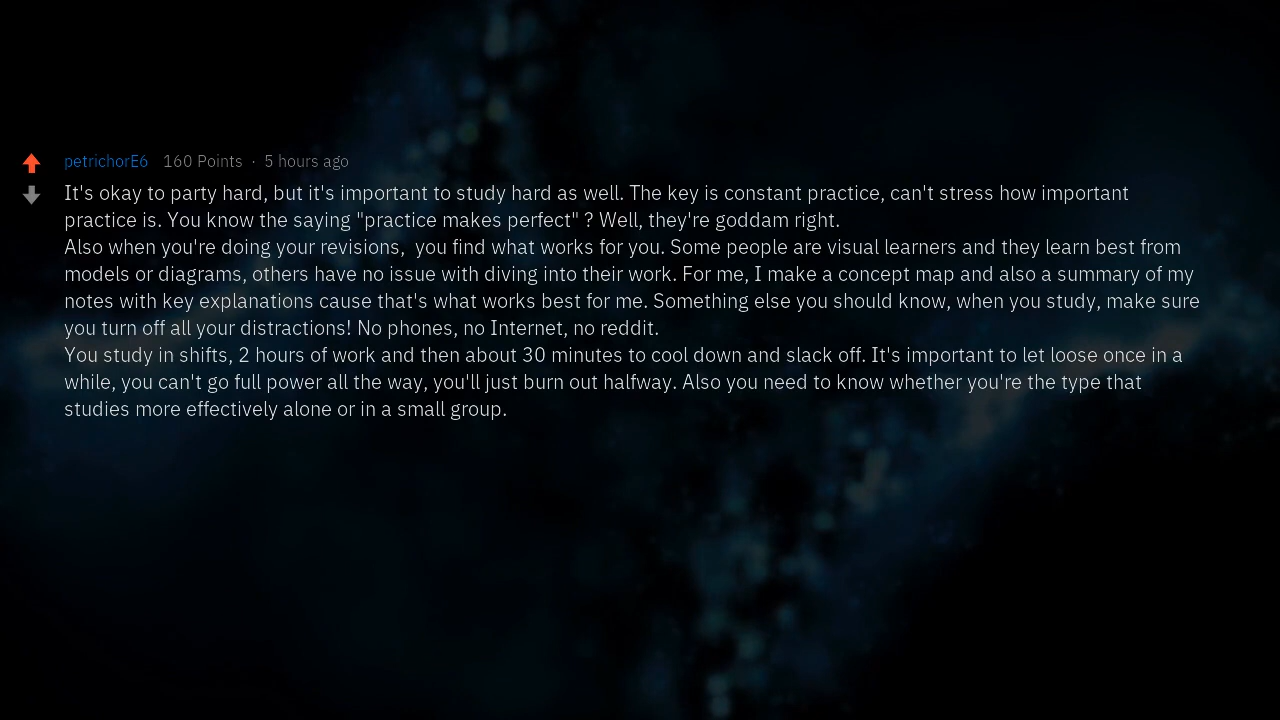 petrichorE6 160 Points · 5 hours ago
It's okay to party hard, but it's important to study hard as well. The key is constant practice, can't stress how important
practice is. You know the saying "practice makes perfect" ? Well, they're goddam right.
Also when you're doing your revisions,  you find what works for you. Some people are visual learners and they learn best from
models or diagrams, others have no issue with diving into their work. For me, I make a concept map and also a summary of my
notes with key explanations cause that's what works best for me. Something else you should know, when you study, make sure
you turn off all your distractions! No phones, no Internet, no reddit.
You study in shifts, 2 hours of work and then about 30 minutes to cool down and slack off. It's important to let loose once in a
while, you can't go full power all the way, you'll just burn out halfway. Also you need to know whether you're the type that
studies more effectively alone or in a small group.